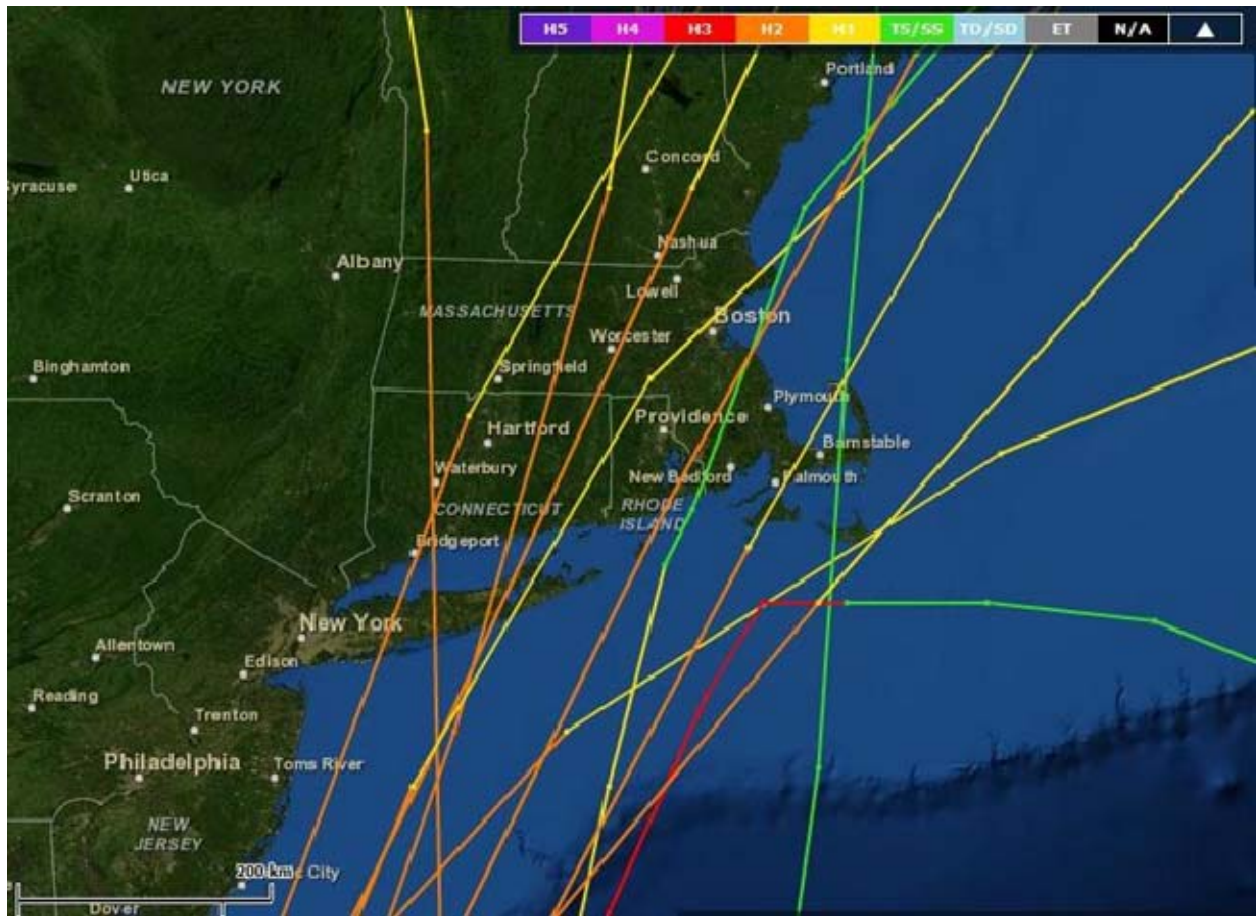 H5 H4 H3 H2 H1 TS/SS TD/SD ET N/A
Portland
NEW YORK
Concord
Utica
Syracuse
Nashua
Albany
Lowell
MASSACHUSETTS
Boston
Worcester
Binghamton
Springfield
Plymouth
Providence
Hartford
Barnstable
Waterbury
New Bedford
Falmouth
Scranton
CONNECTICUT
RHODE
ISLAND
Bridgeport
New York
Allentown
Edison
Reading
Trenton
Philadelphia
Toms River
NEW
JERSEY
200 km
City
Dover